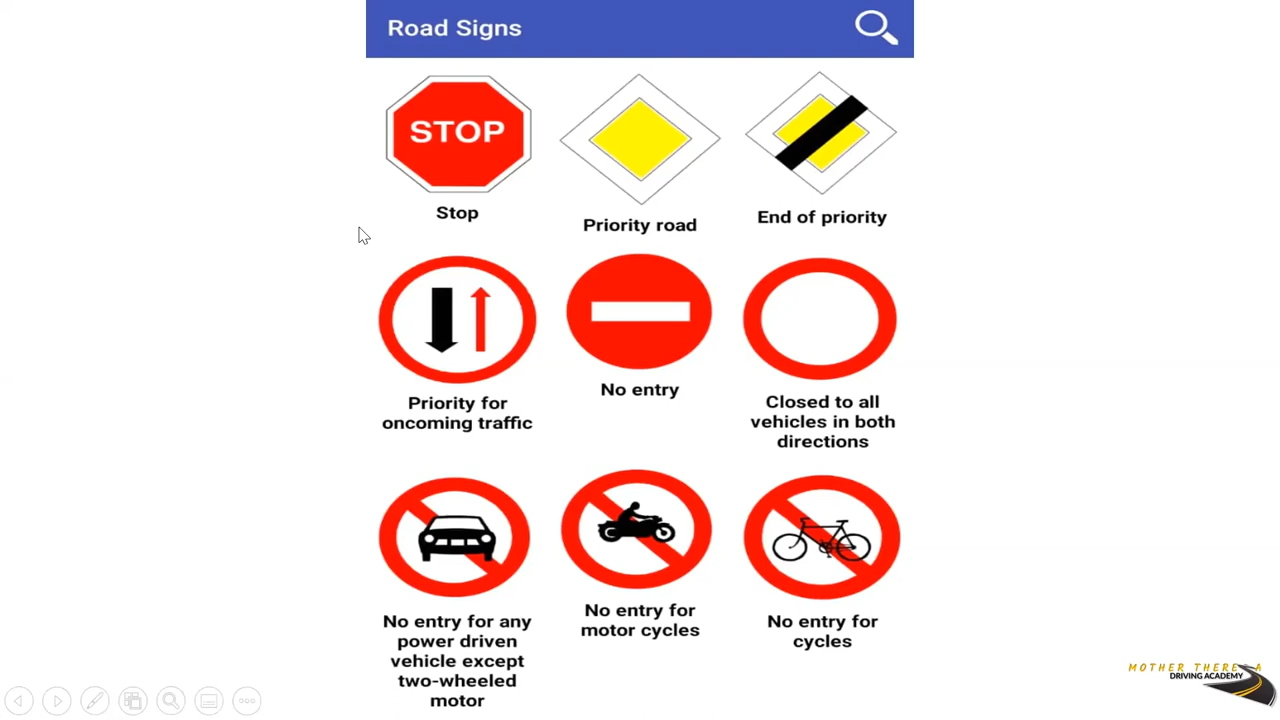 Road Signs
STOP
Stop
Priority road
End of priority
Priority for
oncoming traffic
No entry
Closed to all
vehicles in both
directions
No entry for any
power driven
vehicle except
two-wheeled
motor
No entry for
motor cycles
No entry for
cycles
MOTHER THERE A
DRIVING ACADEMY